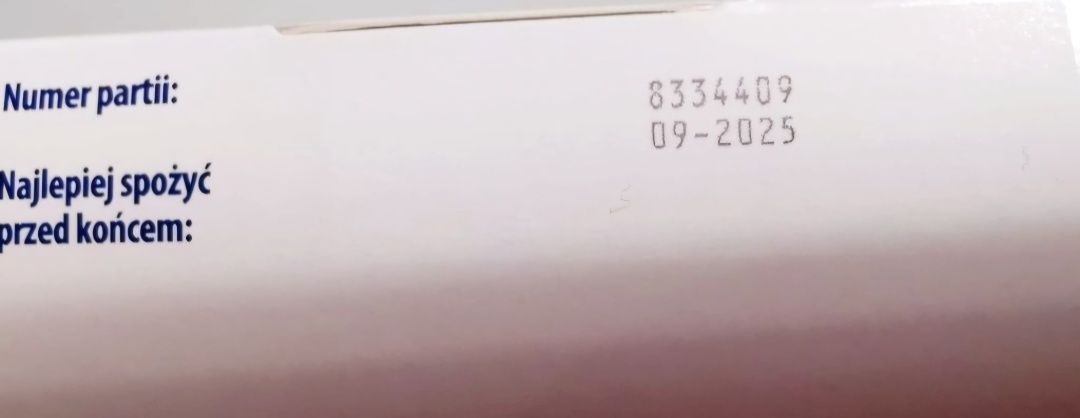 Numer partii: 8334409
09-2025
Najlepiej spożyć
przed końcem: